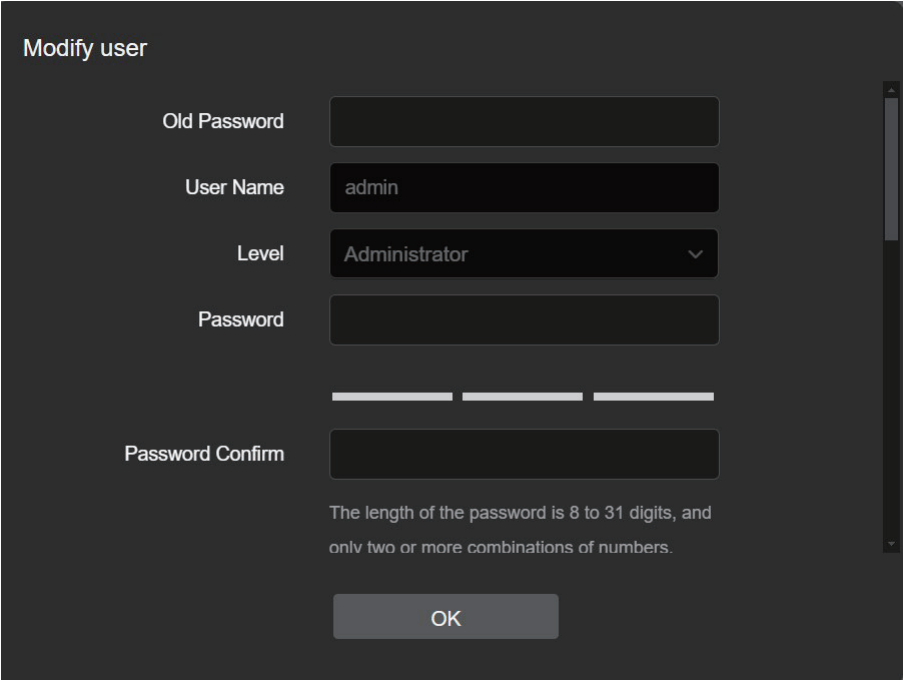 Modify user
Old Password
User Name admin
Level Administrator
Password
Password Confirm
The length of the password is 8 to 31 digits, and
only two or more combinations of numbers.
OK